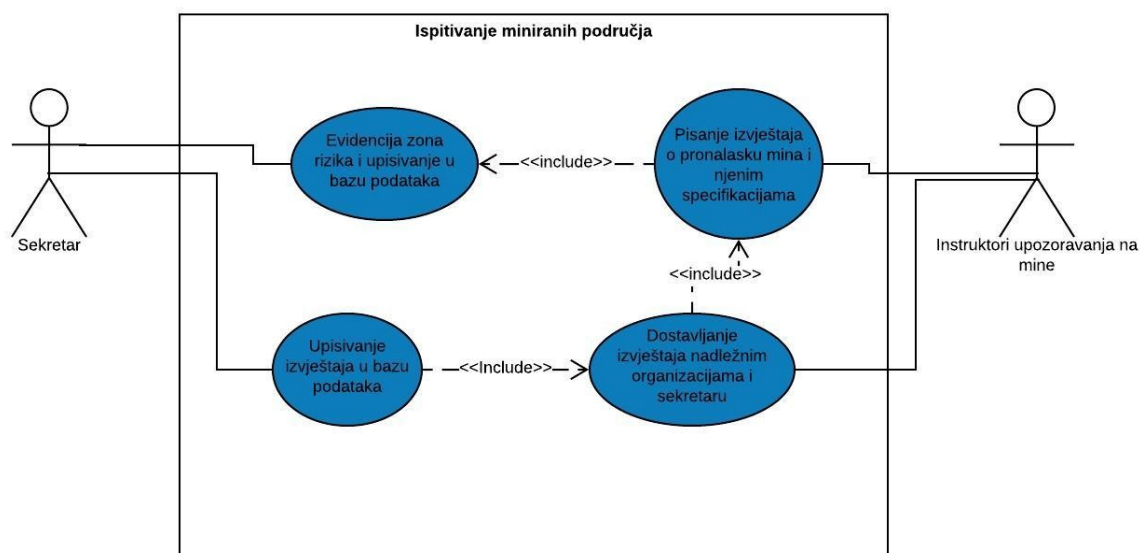 Ispitivanje miniranih područja
Sekretar
Evidencija zona
rizika i upisivanje u
bazu podataka
<<include>>
Pisanje izvještaja
o pronalasku mina i
njenim
specifikacijama
Instruktori upozoravanja na
mine
<<include>>
Upisivanje
izvještaja u bazu
podataka
<<Include>>
Dostavljanje
izvještaja nadležnim
organizacijama i
sekretaru